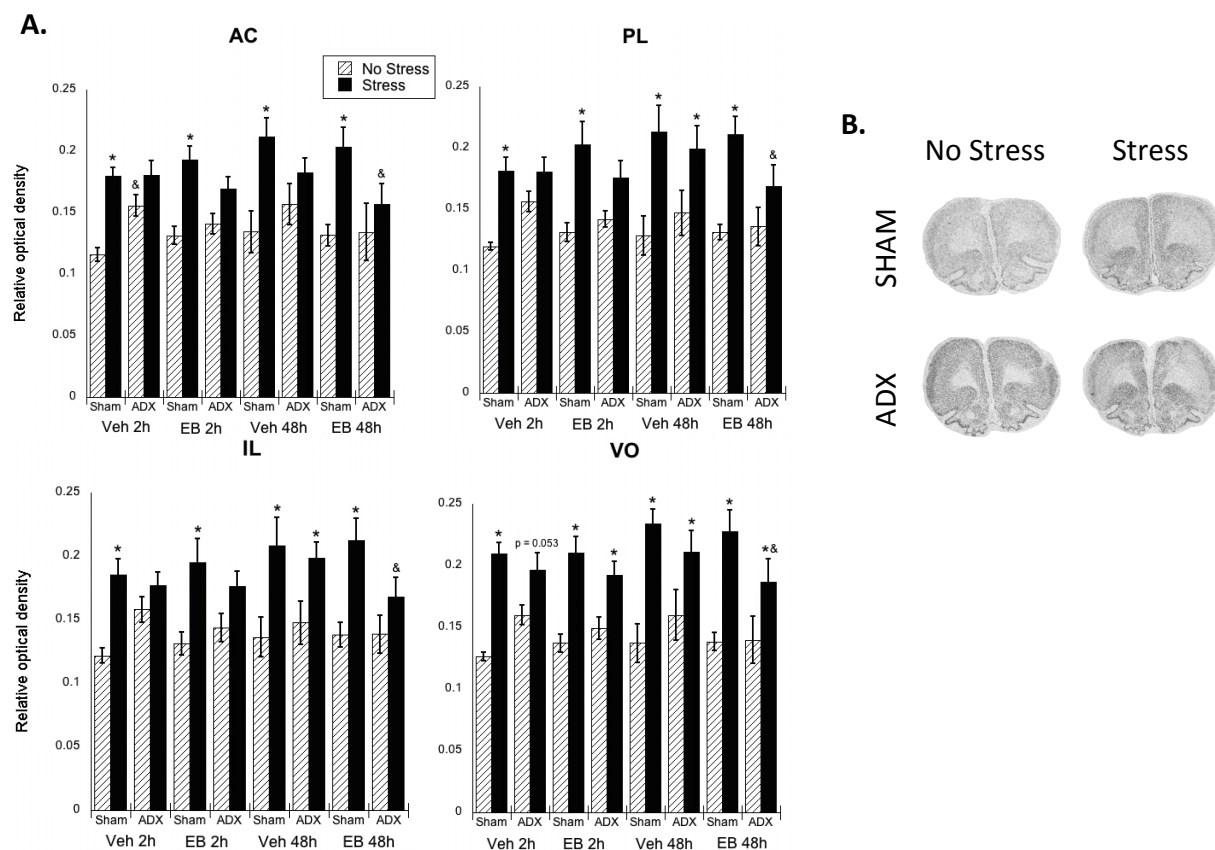 A.
AC
No Stress
Stress
Relative optical density
0.25
0.2
0.15
0.1
0.05
0
*
&
*
*
*
&
Sham ADX Sham ADX Sham ADX Sham ADX
Veh 2h EB 2h Veh 48h EB 48h
PL
0.25
0.2
0.15
0.1
0.05
0
*
*
*
*
*
&
Sham ADX Sham ADX Sham ADX Sham ADX
Veh 2h EB 2h Veh 48h EB 48h
B.
No Stress Stress
SHAM
ADX
IL
Relative optical density
0.25
0.2
0.15
0.1
0.05
0
*
*
*
*
*
&
Sham ADX Sham ADX Sham ADX Sham ADX
Veh 2h EB 2h Veh 48h EB 48h
VO
0.25
0.2
0.15
0.1
0.05
0
*
p = 0.053
*
*
*
*
*
*&
Sham ADX Sham ADX Sham ADX Sham ADX
Veh 2h EB 2h Veh 48h EB 48h